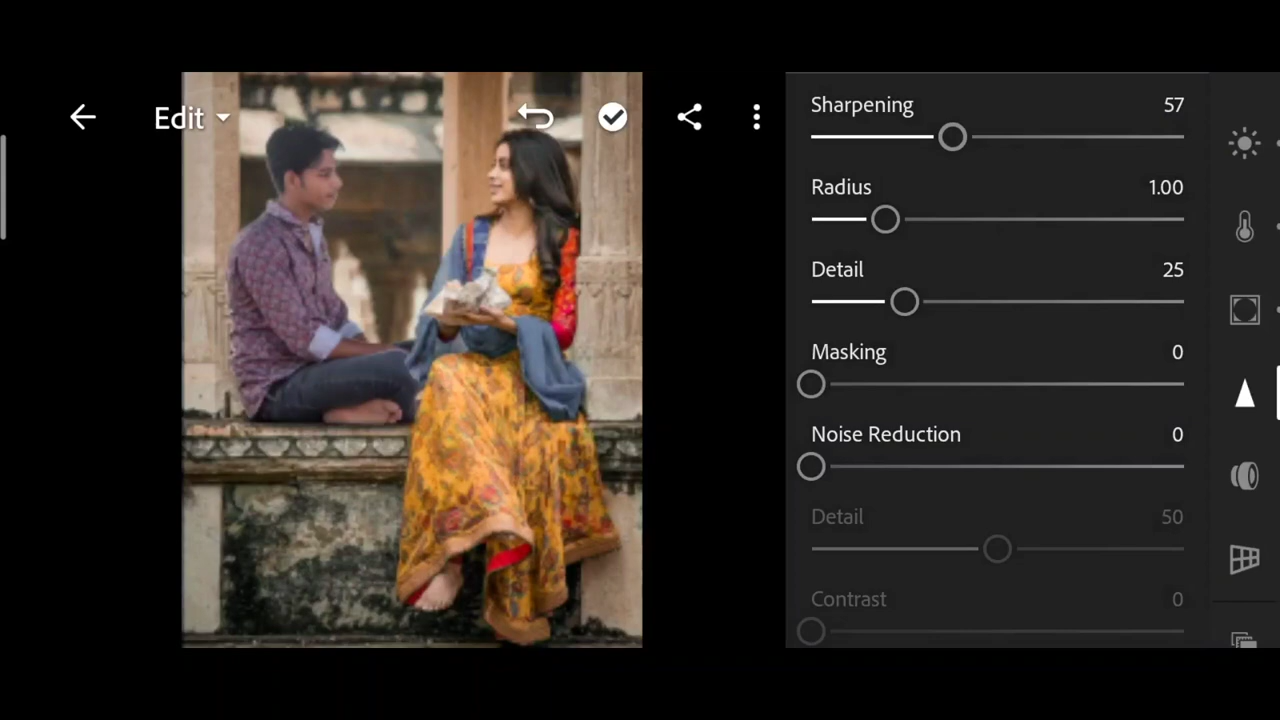 Edit
Sharpening 57
Radius 1.00
Detail 25
Masking 0
Noise Reduction 0
Detail 50
Contrast 0